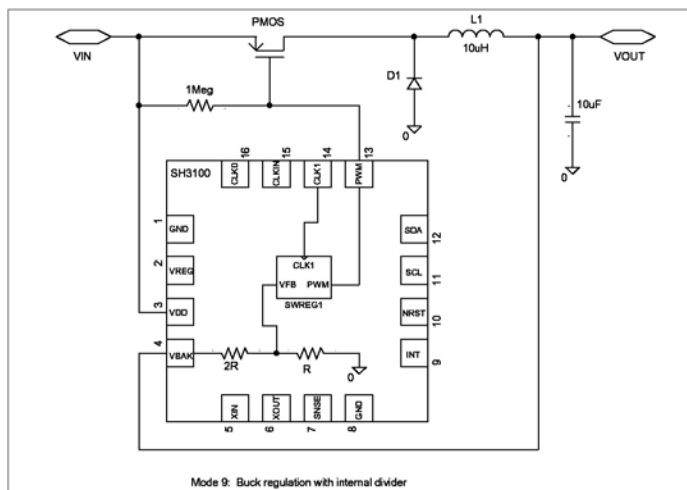 PMOS
L1
VIN
10uH
VOUT
1Meg
D1
10uF
0
0
SH3100
16
15
14
13
CLK0
CLKIN
CLK1
PWM
1
GND
SDA
12
2
VREG
CLK1
SCL
11
VFB PWM
SWREG1
3
VDD
NRST
10
4
VBAK
2R
R
0
INT
9
XIN
XOUT
SNSE
GND
5
6
7
8
Mode 9: Buck regulation with internal divider